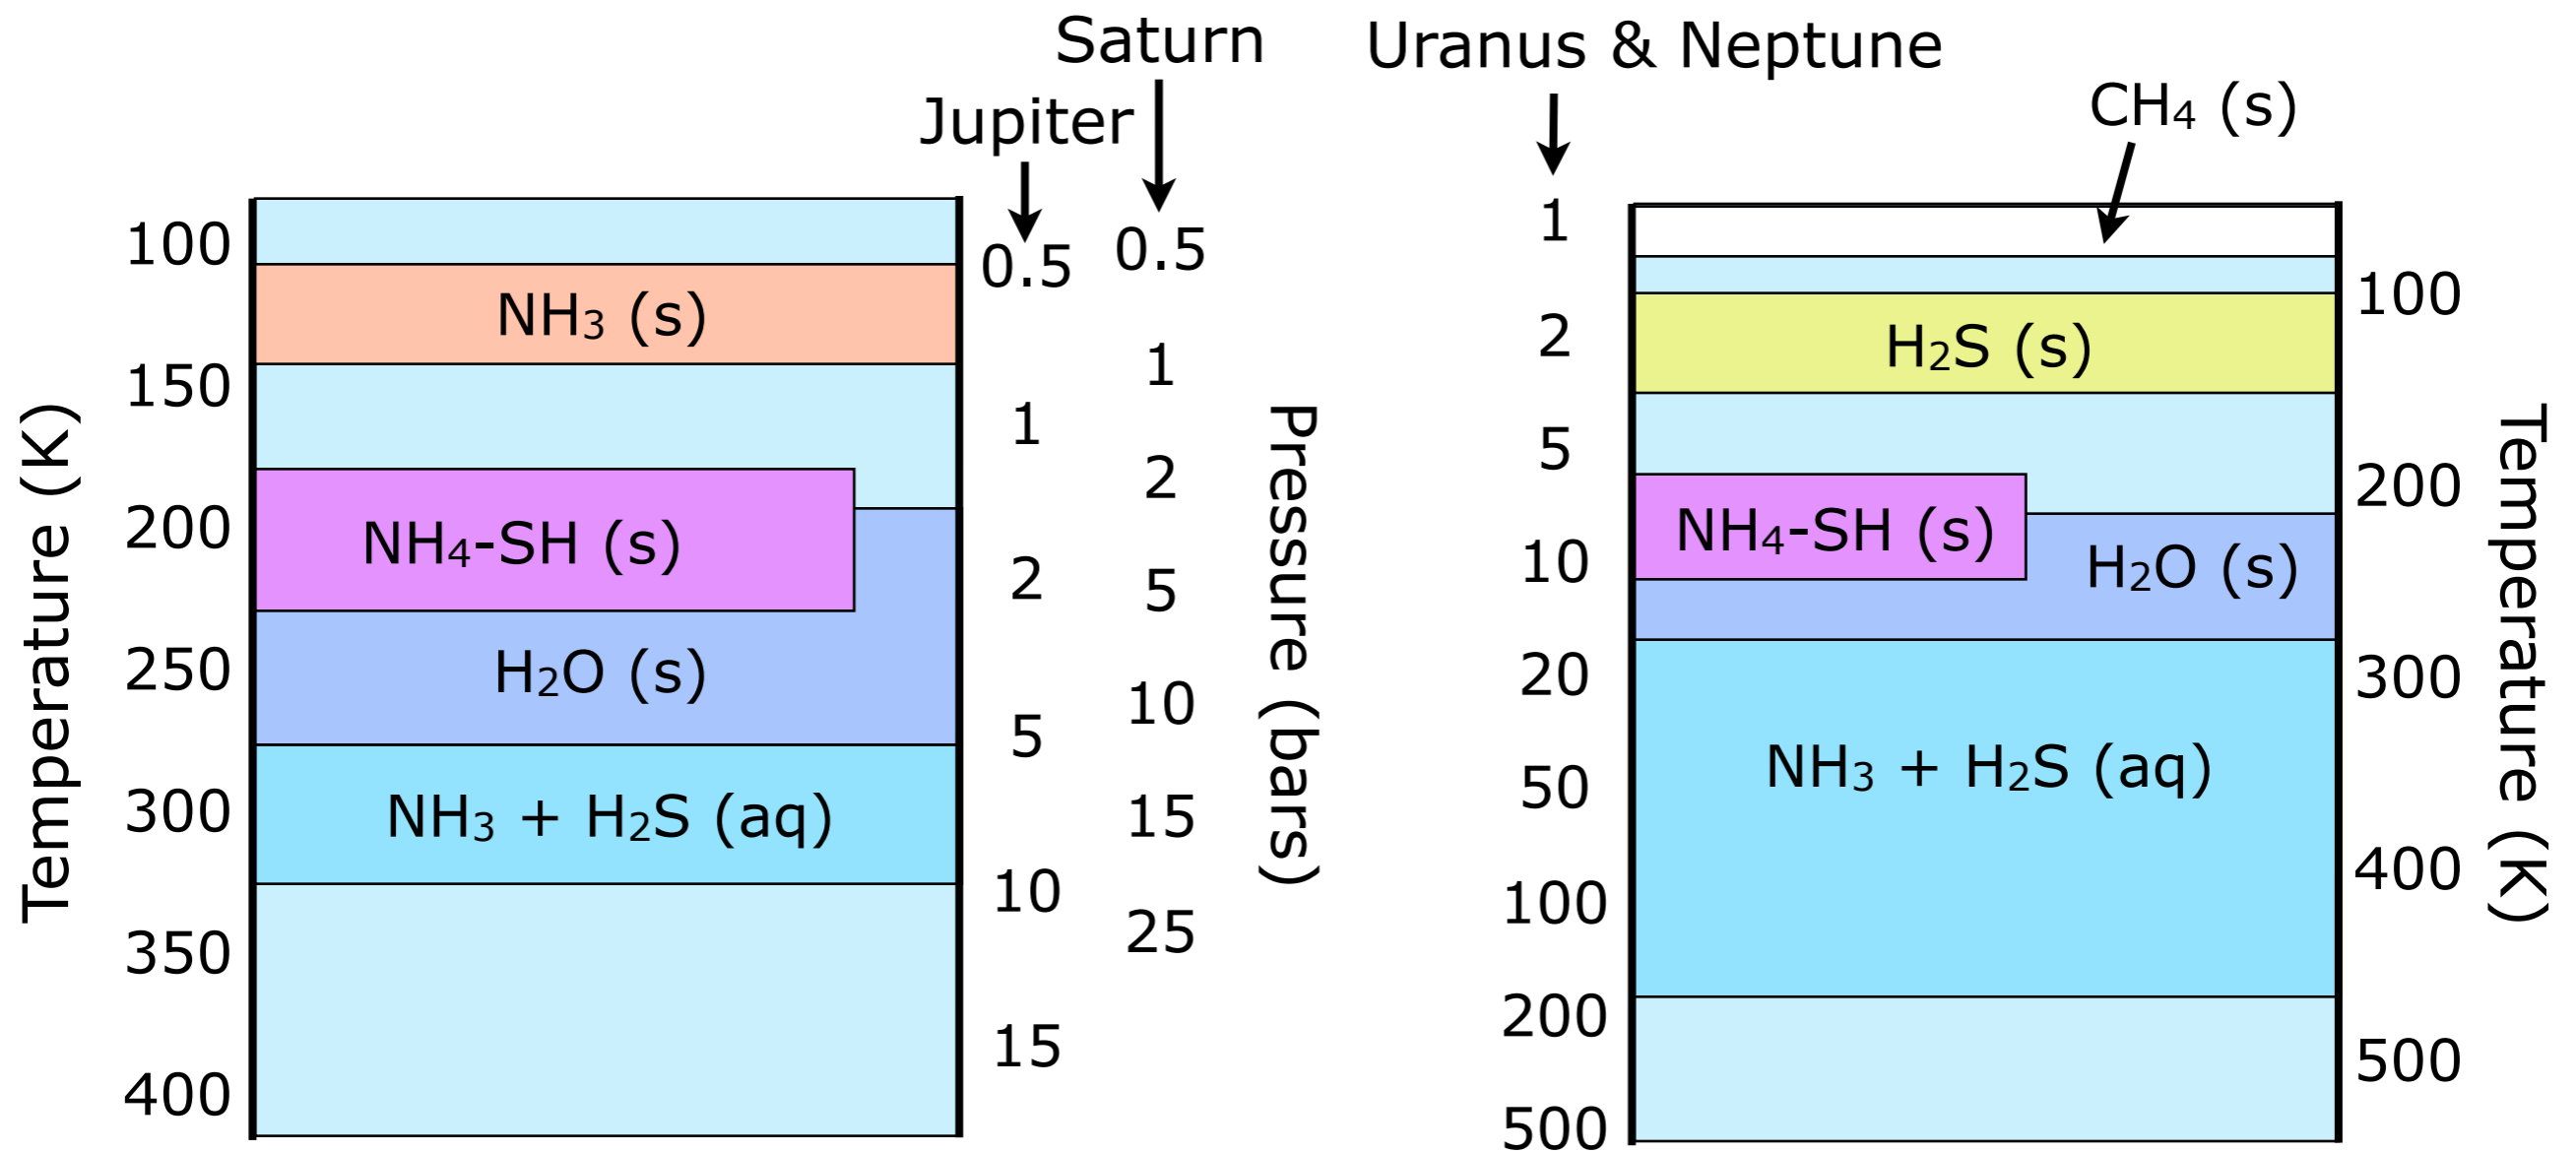 Saturn
Jupiter
Uranus & Neptune
CH₄ (s)
Temperature (K)
100
150
200
250
300
350
400
NH₃ (s)
NH₄-SH (s)
H₂O (s)
NH₃ + H₂S (aq)
0.5
1
2
5
10
15
0.5
1
2
5
10
15
25
Pressure (bars)
1
2
5
10
20
50
100
200
500
H₂S (s)
NH₄-SH (s)
H₂O (s)
NH₃ + H₂S (aq)
100
200
300
400
500
Temperature (K)